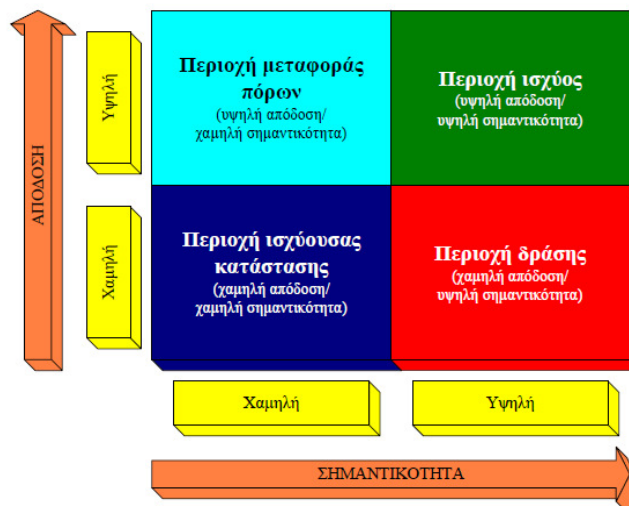 ΑΠΟΔΟΣΗ
Υψηλή
Χαμηλή
Περιοχή μεταφοράς
πόρων
(υψηλή απόδοση/
χαμηλή σημαντικότητα)
Περιοχή ισχύος
(υψηλή απόδοση/
υψηλή σημαντικότητα)
Περιοχή ισχύουσας
κατάστασης
(χαμηλή απόδοση/
χαμηλή σημαντικότητα)
Περιοχή δράσης
(χαμηλή απόδοση/
υψηλή σημαντικότητα)
Χαμηλή
Υψηλή
ΣΗΜΑΝΤΙΚΟΤΗΤΑ